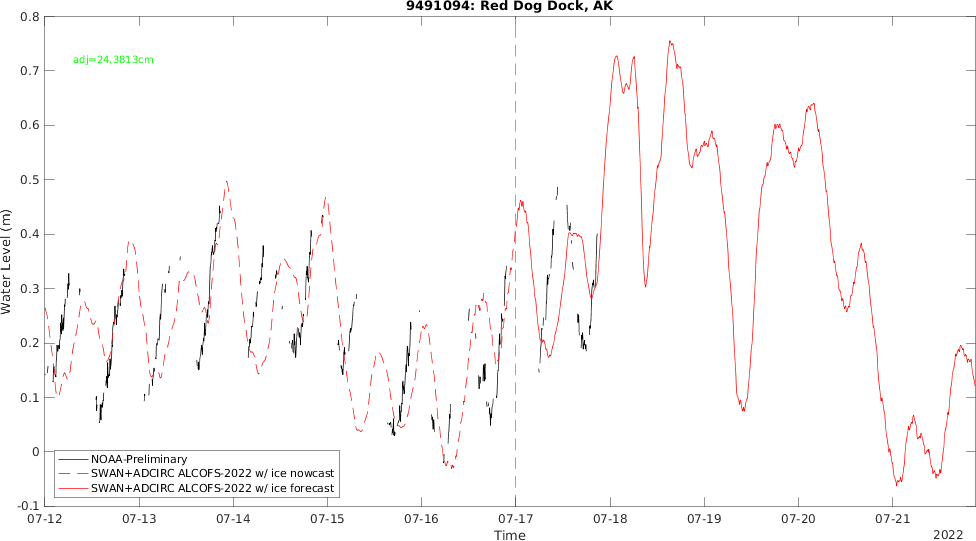 9491094: Red Dog Dock, AK
adj=24.3813cm
Water Level (m)
0.8
0.7
0.6
0.5
0.4
0.3
0.2
0.1
0
-0.1
NOAA-Preliminary
SWAN+ADCIRC ALCOFS-2022 w/ ice nowcast
SWAN+ADCIRC ALCOFS-2022 w/ ice forecast
07-12 07-13 07-14 07-15 07-16 07-17 07-18 07-19 07-20 07-21
Time
2022